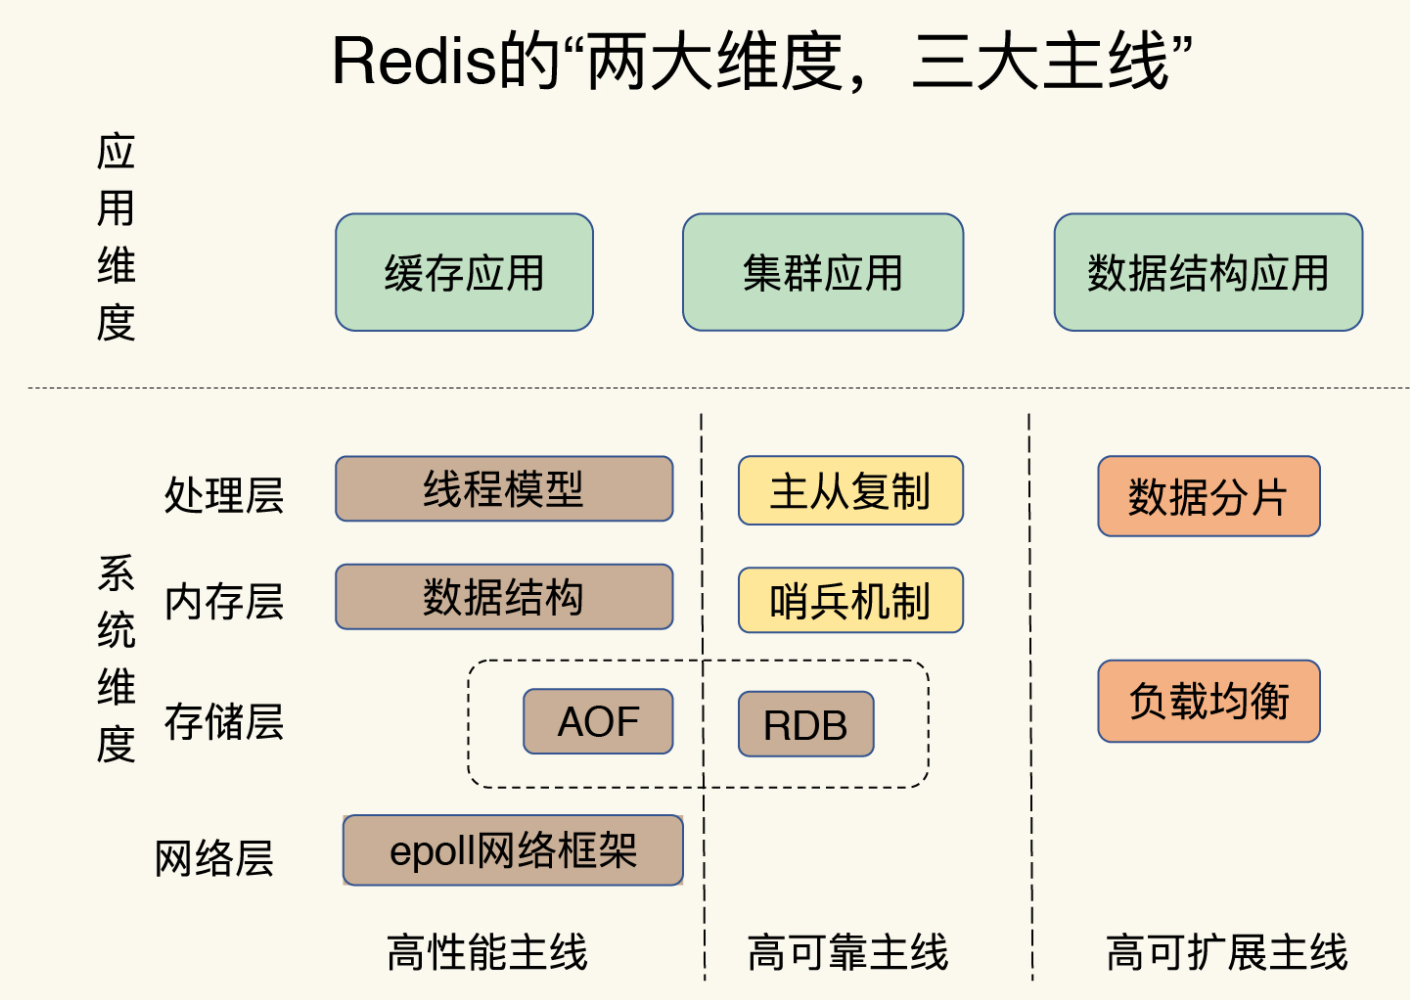 Redis的“两大维度，三大主线”
应用维度
缓存应用
集群应用
数据结构应用
系统维度
处理层
线程模型
主从复制
数据分片
内存层
数据结构
哨兵机制
存储层
AOF
RDB
负载均衡
网络层
epoll网络框架
高性能主线
高可靠主线
高可扩展主线